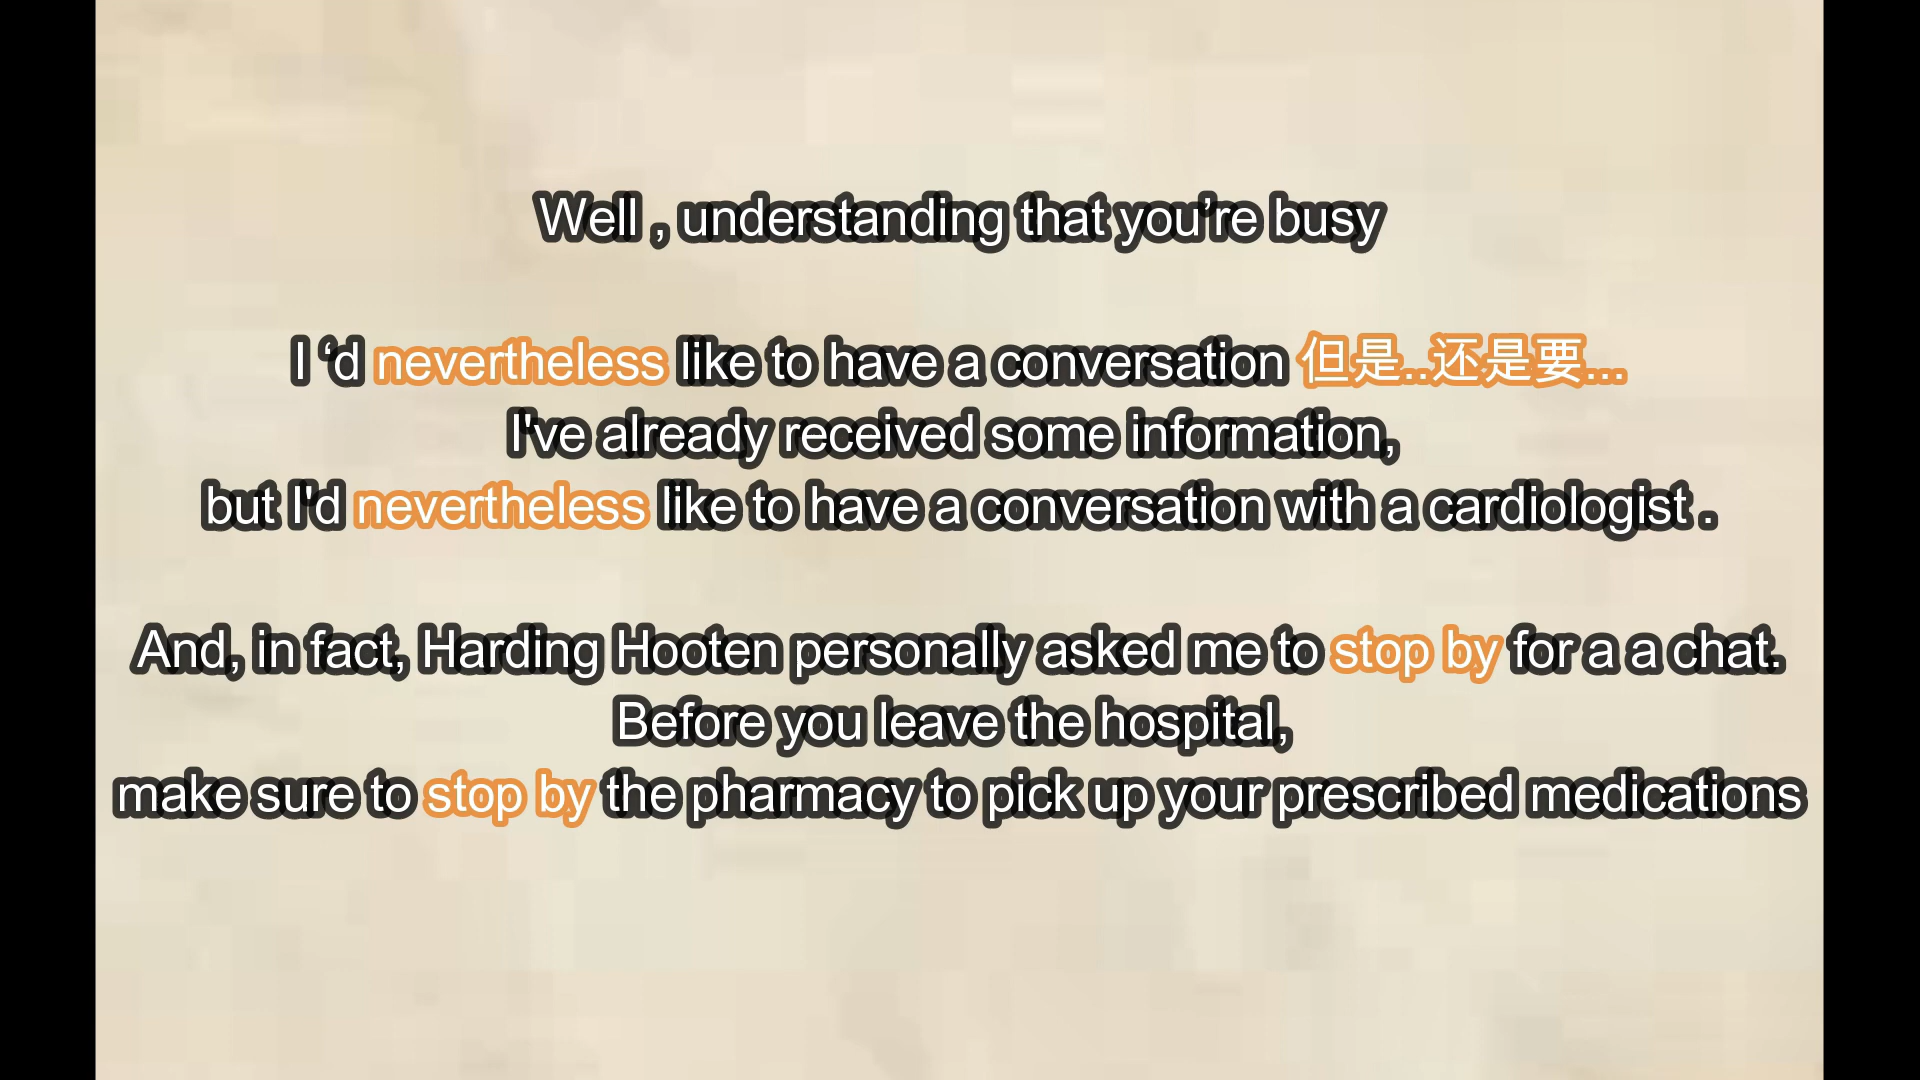 Well , understanding that you’re busy
I ‘d nevertheless like to have a conversation 但是..还是要...
I've already received some information,
but I'd nevertheless like to have a conversation with a cardiologist .
And, in fact, Harding Hooten personally asked me to stop by for a a chat.
Before you leave the hospital,
make sure to stop by the pharmacy to pick up your prescribed medications